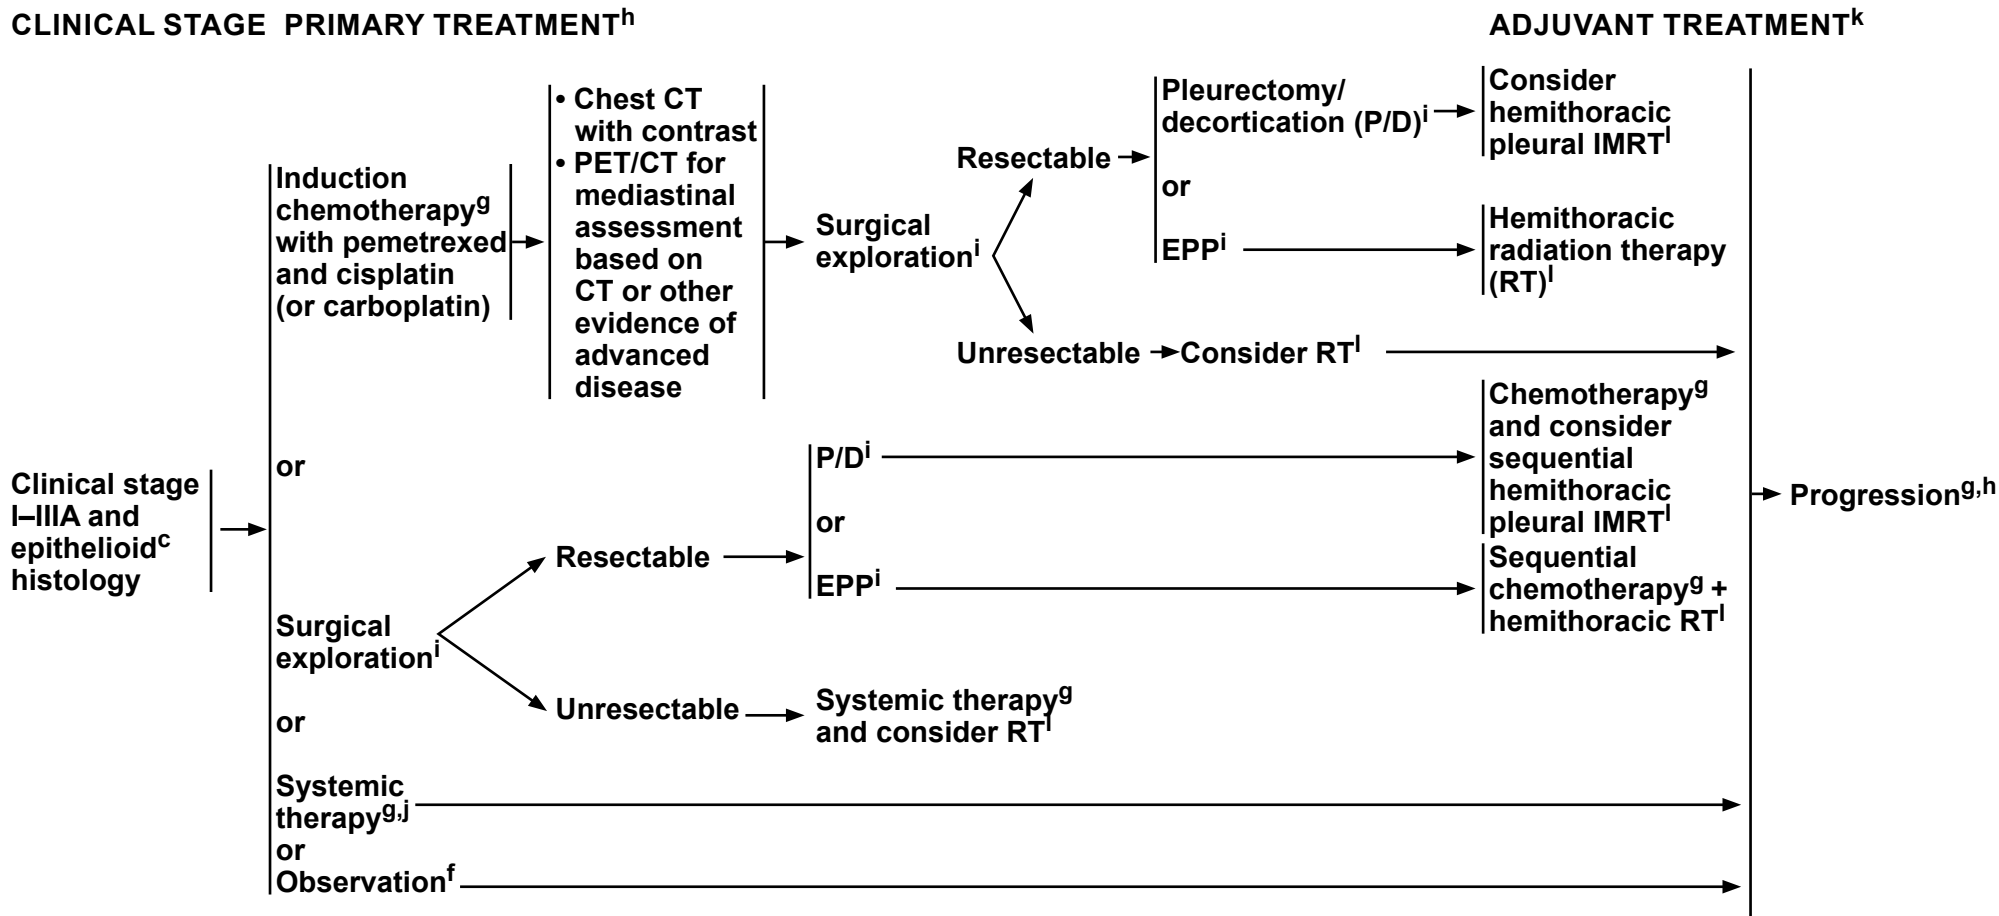 CLINICAL STAGE PRIMARY TREATMENTh
ADJUVANT TREATMENTk
Clinical stage
I–IIIA and
epithelioidc
histology
Induction
chemotherapyg
with pemetrexed
and cisplatin
(or carboplatin)
• Chest CT
with contrast
• PET/CT for
mediastinal
assessment
based on
CT or other
evidence of
advanced
disease
Surgical
explorationi
Resectable
Pleurectomy/
decortication (P/D)i
Consider
hemithoracic
pleural IMRTl
or
EPPi
Hemithoracic
radiation therapy
(RT)l
Unresectable
Consider RTl
or
Surgical
explorationi
Resectable
P/Di
Chemotherapyg
and consider
sequential
hemithoracic
pleural IMRTl
or
EPPi
Sequential
chemotherapyg +
hemithoracic RTl
Unresectable
Systemic therapyg
and consider RTl
or
Systemic
therapyg,j
or
Observationf
Progressiong,h